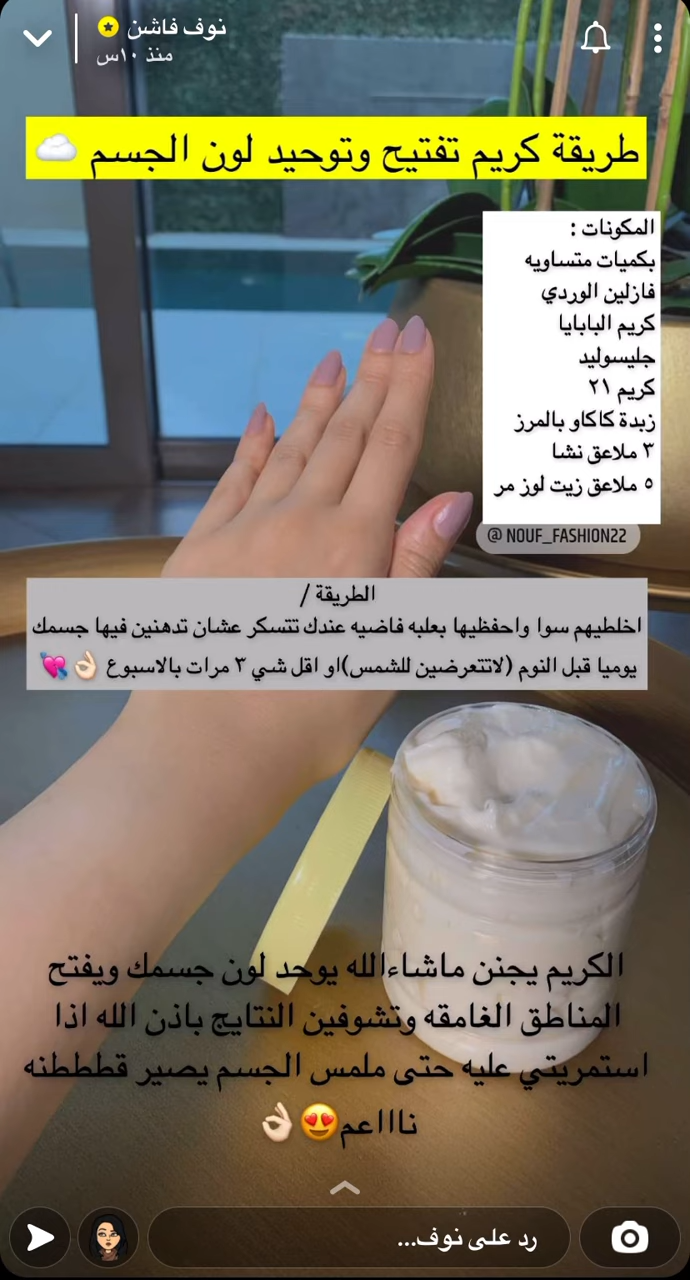 نوف فاشن
منذ ١٠س
طريقة كريم تفتيح وتوحيد لون الجسم ☁️
المكونات :
بكميات متساويه
فازلين الوردي
كريم البابايا
جليسوليد
كريم ٢١
زبدة كاكاو بالمرز
٣ ملاعق نشا
٥ ملاعق زيت لوز مر
@ NOUF_FASHION22
الطريقة /
اخلطيهم سوا واحفظيها بعلبه فاضيه عندك تتسكر عشان تدهنين فيها جسمك
يوميا قبل النوم (لاتتعرضين للشمس)او اقل شي ٣ مرات بالاسبوع 👌🏻💘
الكريم يجنن ماشاءالله يوحد لون جسمك ويفتح
المناطق الغامقه وتشوفين النتايج باذن الله اذا
استمريتي عليه حتى ملمس الجسم يصير قطططنه
ناااعم😍👌🏻
رد على نوف...